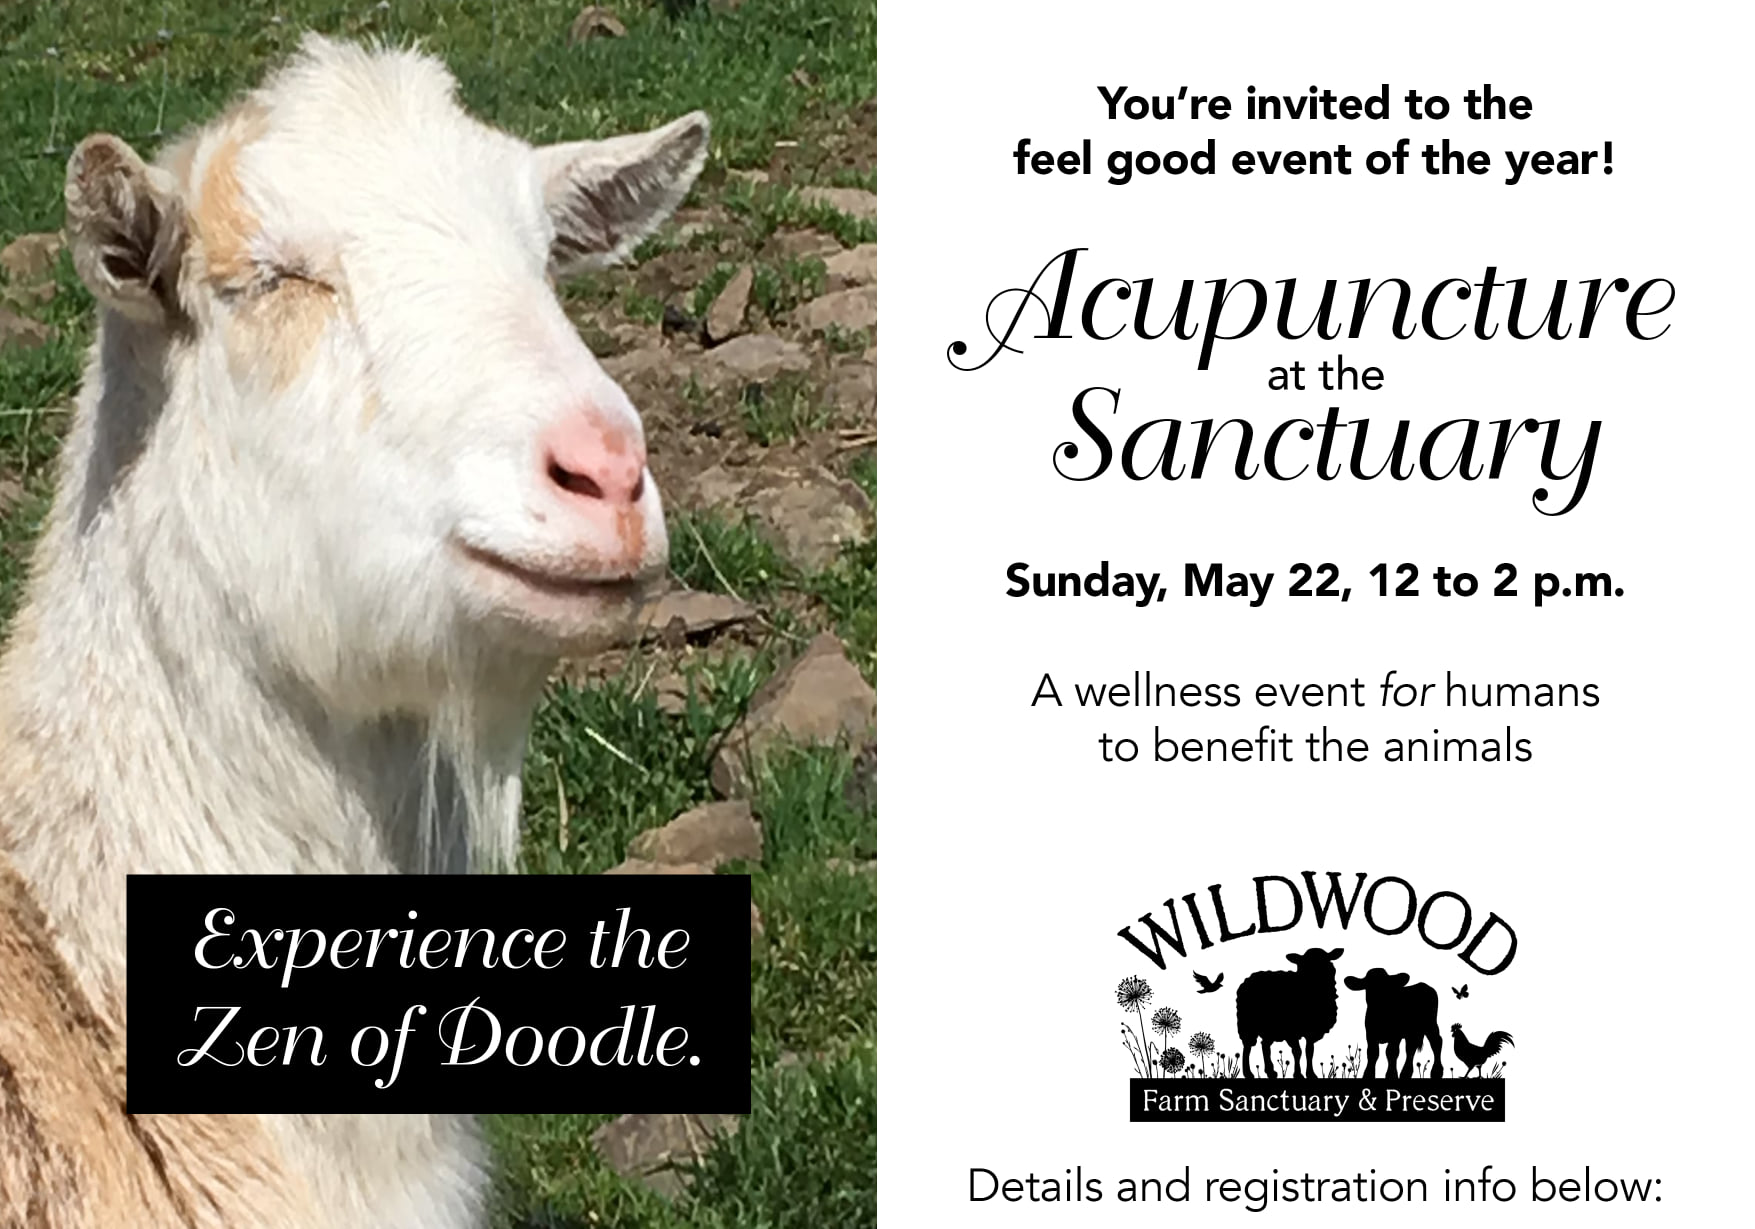 You're invited to the
feel good event of the year!
Acupuncture
at the
Sanctuary
Sunday, May 22, 12 to 2 p.m.
A wellness event for humans
to benefit the animals
Experience the
Zen of Doodle.
WILDWOOD
Farm Sanctuary & Preserve
Details and registration info below: